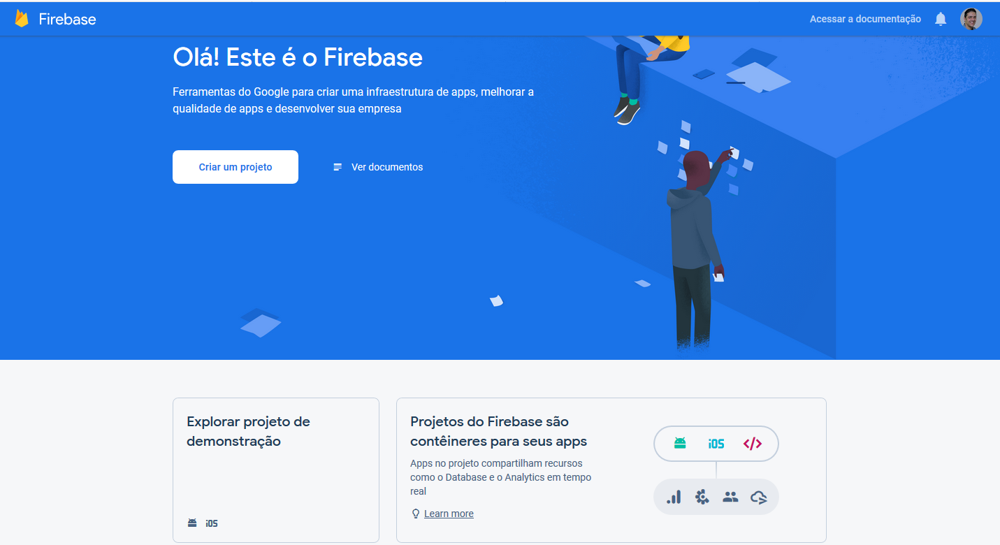 Firebase
Acessar a documentação
Olá! Este é o Firebase
Ferramentas do Google para criar uma infraestrutura de apps, melhorar a
qualidade de apps e desenvolver sua empresa
Criar um projeto
Ver documentos
Explorar projeto de
demonstração
iOS
Projetos do Firebase são
contêineres para seus apps
Apps no projeto compartilham recursos
como o Database e o Analytics em tempo
real
Learn more
iOS